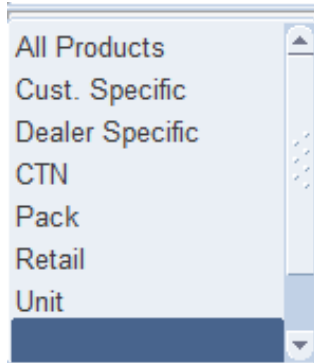 All Products
Cust. Specific
Dealer Specific
CTN
Pack
Retail
Unit